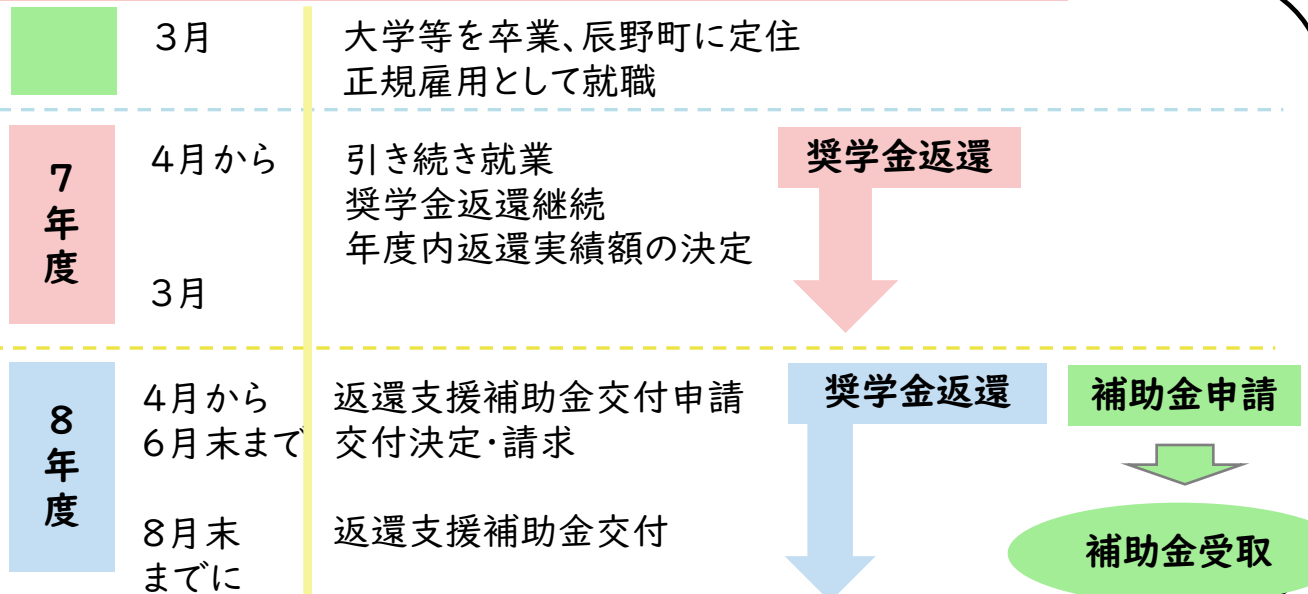 3月
大学等を卒業、辰野町に定住
正規雇用として就職
7年度
4月から
引き続き就業
奨学金返還
奨学金返還継続
年度内返還実績額の決定
3月
8年度
4月から
返還支援補助金交付申請
奨学金返還
補助金申請
6月末まで
交付決定・請求
8月末
返還支援補助金交付
補助金受取
までに